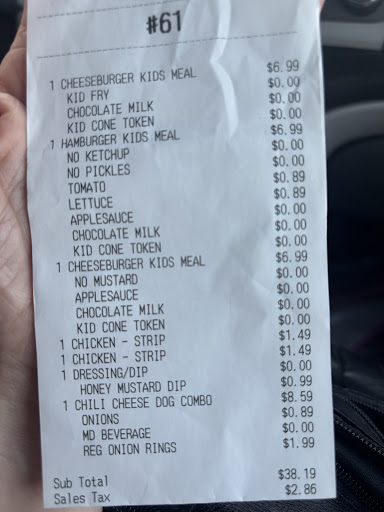 #61
1 CHEESEBURGER KIDS MEAL $6.99
KID FRY $0.00
CHOCOLATE MILK $0.00
KID CONE TOKEN $0.00
1 HAMBURGER KIDS MEAL $6.99
NO KETCHUP $0.00
NO PICKLES $0.00
TOMATO $0.89
LETTUCE $0.89
APPLESAUCE $0.00
CHOCOLATE MILK $0.00
KID CONE TOKEN $0.00
1 CHEESEBURGER KIDS MEAL $6.99
NO MUSTARD $0.00
APPLESAUCE $0.00
CHOCOLATE MILK $0.00
KID CONE TOKEN $0.00
1 CHICKEN - STRIP $1.49
1 CHICKEN - STRIP $1.49
1 DRESSING/DIP $0.00
HONEY MUSTARD DIP $0.99
1 CHILI CHEESE DOG COMBO $8.59
ONIONS $0.89
MD BEVERAGE $0.00
REG ONION RINGS $1.99
Sub Total $38.19
Sales Tax $2.86